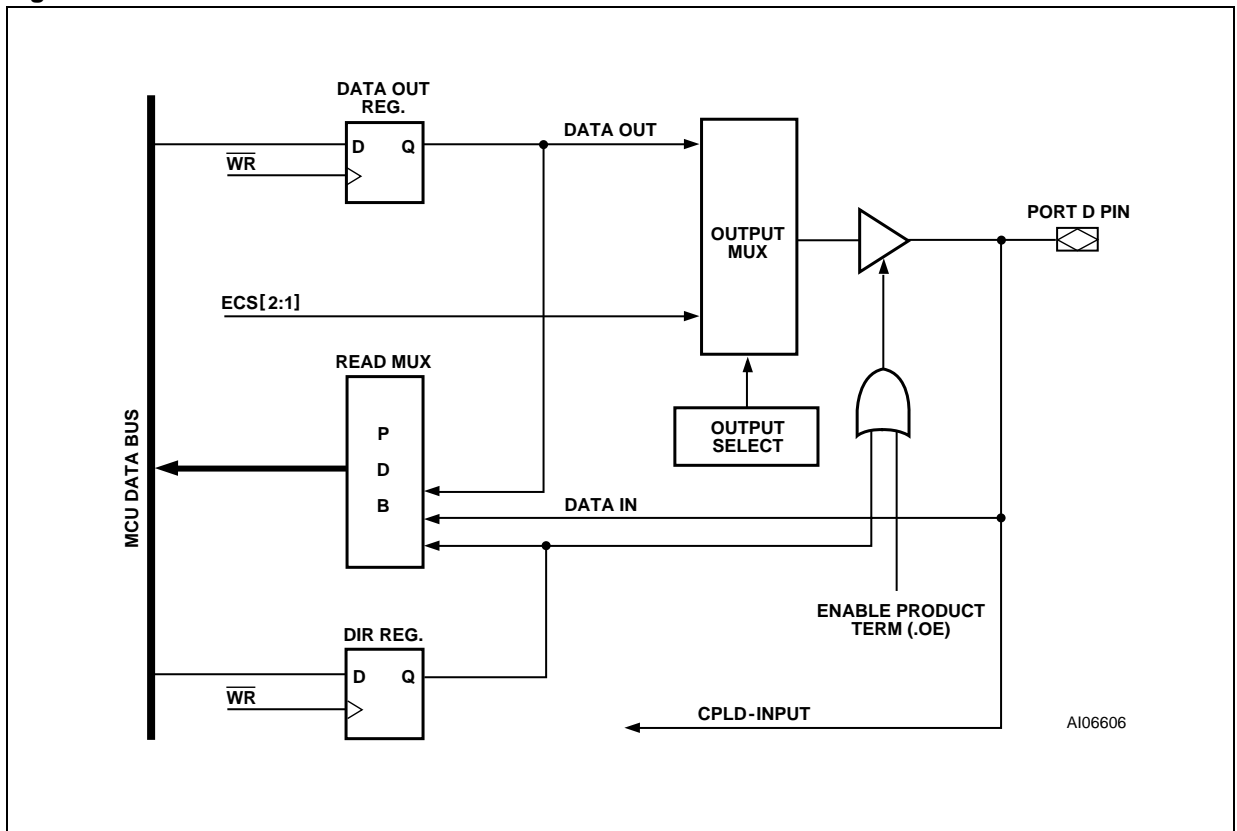 DATA OUT
REG.
D Q
WR
DATA OUT
OUTPUT
MUX
PORT D PIN
ECS[2:1]
READ MUX
P
D
B
OUTPUT
SELECT
MCU DATA BUS
DATA IN
ENABLE PRODUCT
TERM (.OE)
DIR REG.
D Q
WR
CPLD-INPUT
AI06606